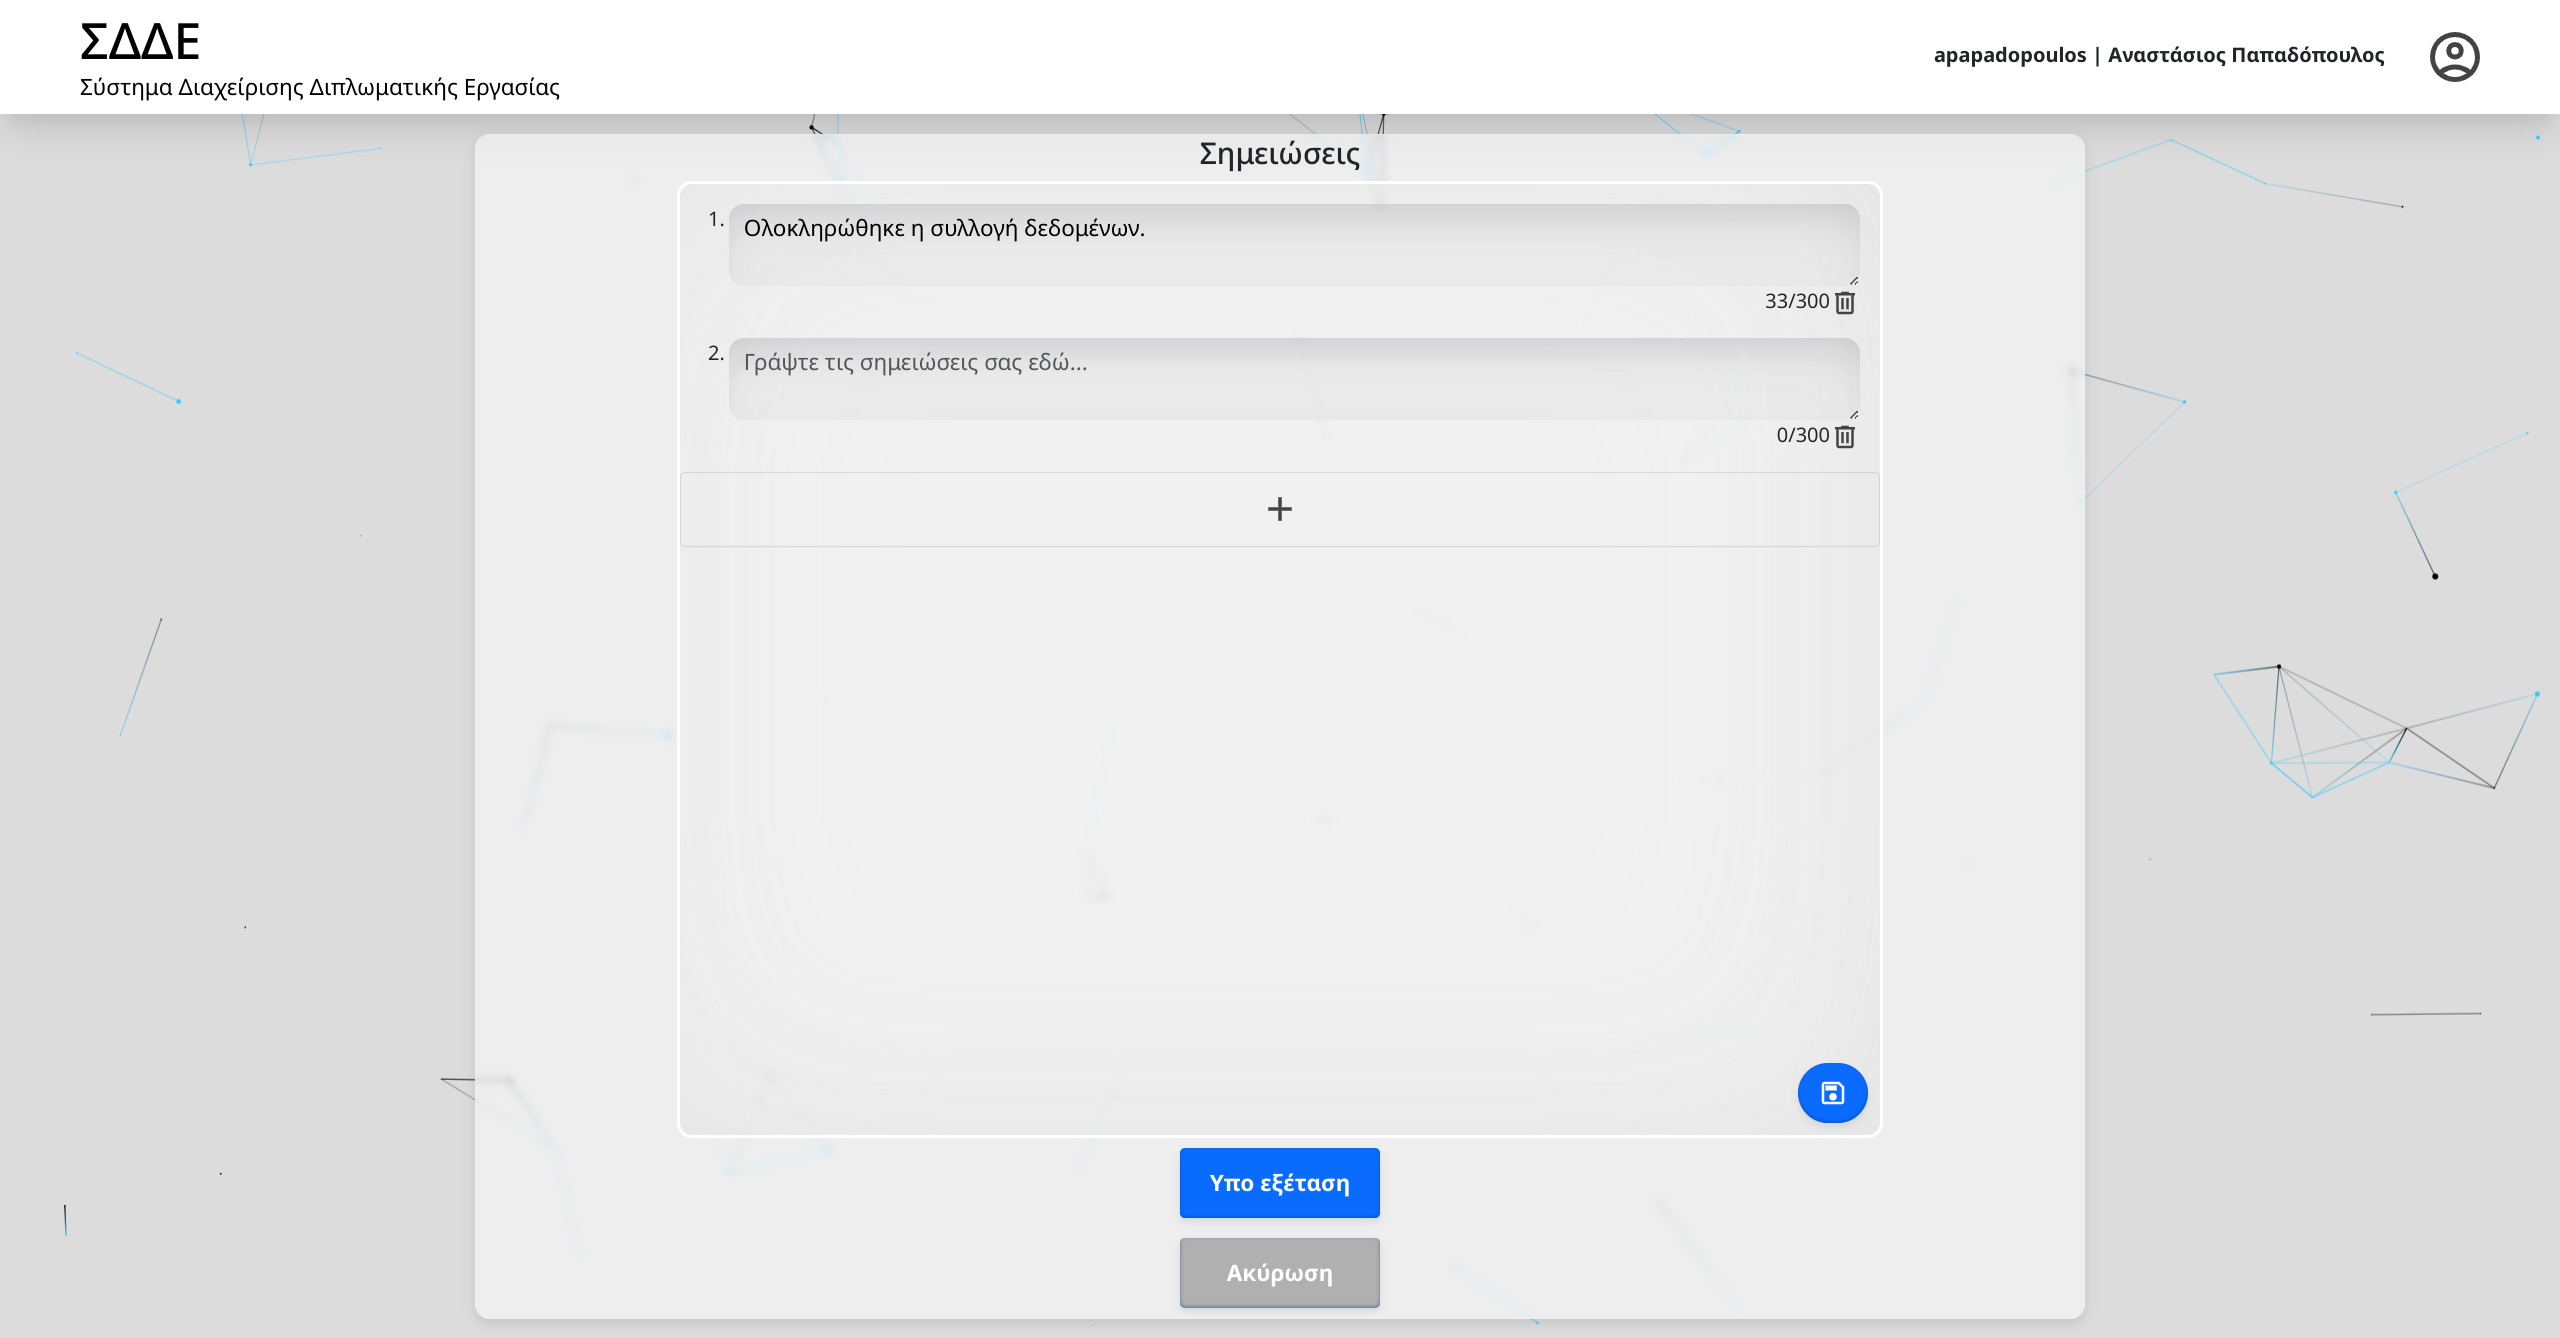 ΣΔΔΕ
Σύστημα Διαχείρισης Διπλωματικής Εργασίας
apapadopoulos | Αναστάσιος Παπαδόπουλος
Σημειώσεις
1.
Ολοκληρώθηκε η συλλογή δεδομένων.
33/300
2.
Γράψτε τις σημειώσεις σας εδώ...
0/300
+
Υπο εξέταση
Ακύρωση